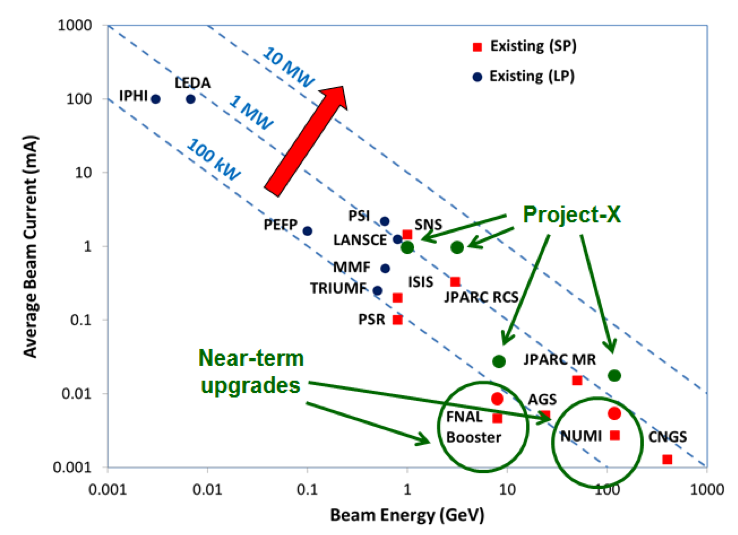 1000
100
10
1
0.1
0.01
0.001
Average Beam Current (mA)
10 MW
1 MW
100 kW
Existing (SP)
Existing (LP)
IPHI
LEDA
PEFP
PSI
SNS
LANSCE
MMF
ISIS
TRIUMF
JPARC RCS
PSR
Project-X
Near-term
upgrades
JPARC MR
AGS
FNAL
Booster
NUMI
CNGS
0.001
0.01
0.1
1
10
100
1000
Beam Energy (GeV)